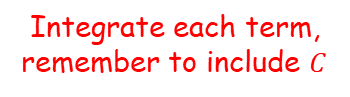 Integrate each term,
remember to include C